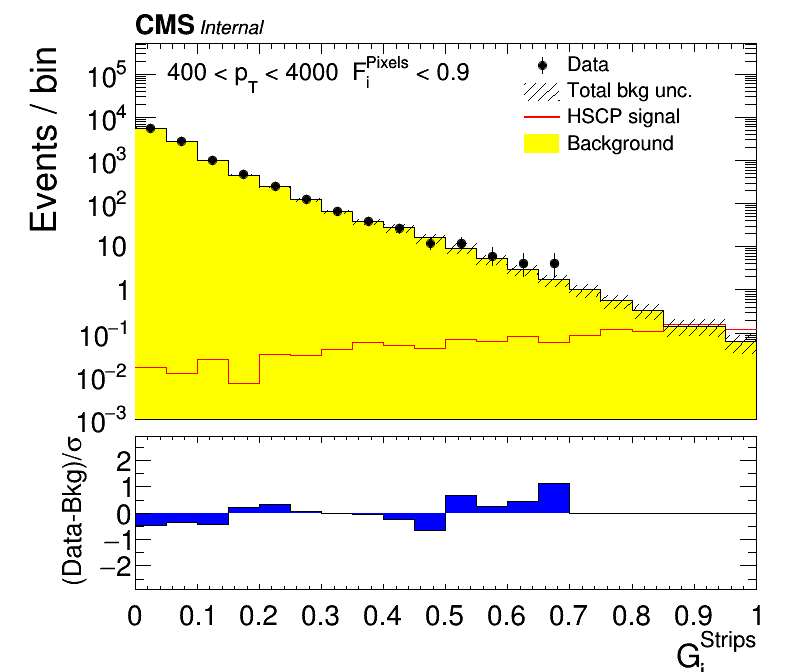 CMS Internal
400 < p_T < 4000 F_i^Pixels < 0.9
Data
Total bkg unc.
HSCP signal
Background
Events / bin
10^5
10^4
10^3
10^2
10
1
10^−1
10^−2
10^−3
(Data-Bkg)/σ
2
1
0
−1
−2
0 0.1 0.2 0.3 0.4 0.5 0.6 0.7 0.8 0.9 1
G_i^Strips